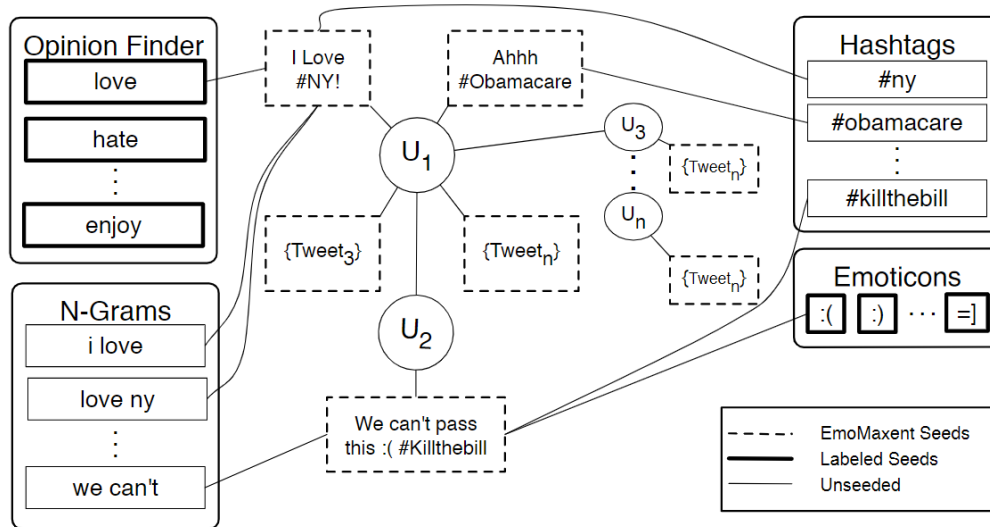 Opinion Finder
love
hate
enjoy
N-Grams
i love
love ny
we can't
I Love
#NY!
Ahhh
#Obamacare
U1
U3
{Tweetn}
Un
{Tweetn}
{Tweet3}
{Tweetn}
U2
We can't pass
this :( #Killthebill
Hashtags
#ny
#obamacare
#killthebill
Emoticons
:( :) ··· =]
EmoMaxent Seeds
Labeled Seeds
Unseeded